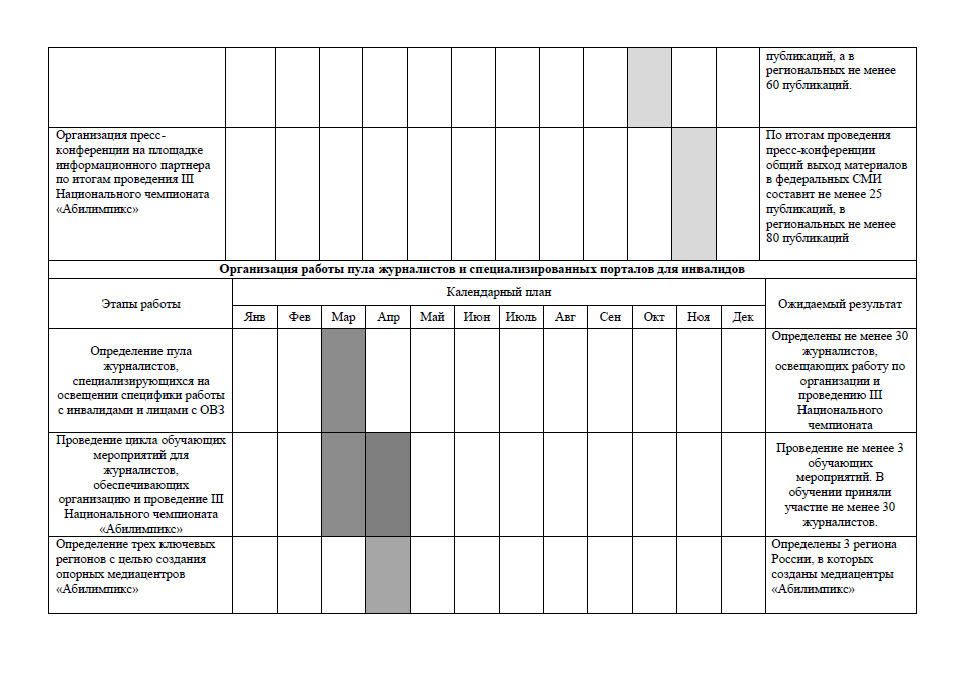 публикаций, а в
региональных не менее
60 публикаций.
Организация пресс-
конференции на площадке
информационного партнера
по итогам проведения III
Национального чемпионата
«Абилимпикс»
По итогам проведения
пресс-конференции
общий выход материалов
в федеральных СМИ
составит не менее 25
публикаций, в
региональных не менее
80 публикаций
Организация работы пула журналистов и специализированных порталов для инвалидов
Этапы работы
Календарный план
Ожидаемый результат
Янв Фев Мар Апр Май Июн Июль Авг Сен Окт Ноя Дек
Определение пула
журналистов,
специализирующихся на
освещении специфики работы
с инвалидами и лицами с ОВЗ
Определены не менее 30
журналистов,
освещающих работу по
организации и
проведению III
Национального
чемпионата
Проведение цикла обучающих
мероприятий для
журналистов,
обеспечивающих
организацию и проведение III
Национального чемпионата
«Абилимпикс»
Проведение не менее 3
обучающих
мероприятий. В
обучении приняли
участие не менее 30
журналистов.
Определение трех ключевых
регионов с целью создания
опорных медиацентров
«Абилимпикс»
Определены 3 региона
России, в которых
созданы медиацентры
«Абилимпикс»